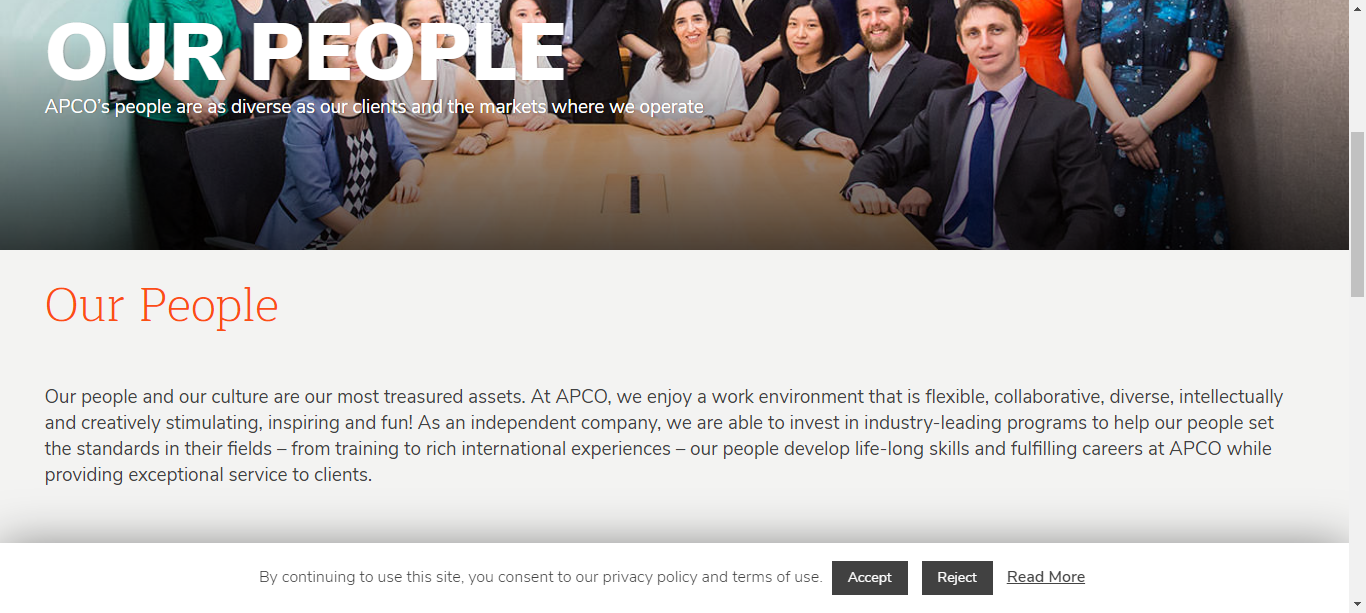 OUR PEOPLE
APCO's people are as diverse as our clients and the markets where we operate
Our People
Our people and our culture are our most treasured assets. At APCO, we enjoy a work environment that is flexible, collaborative, diverse, intellectually
and creatively stimulating, inspiring and fun! As an independent company, we are able to invest in industry-leading programs to help our people set
the standards in their fields – from training to rich international experiences – our people develop life-long skills and fulfilling careers at APCO while
providing exceptional service to clients.
By continuing to use this site, you consent to our privacy policy and terms of use. Accept Reject Read More